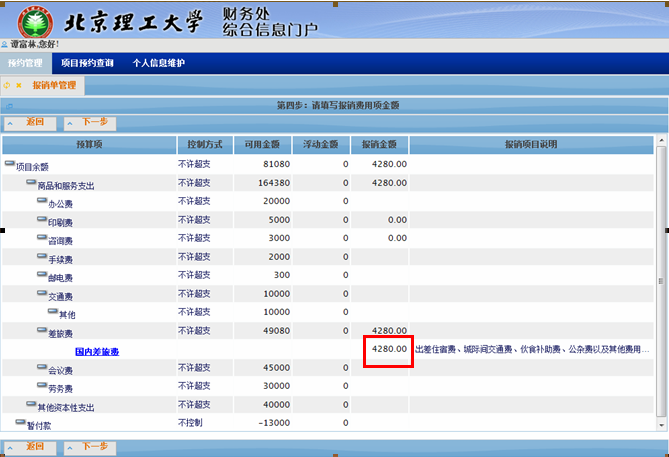 北京理工大学 财务处
综合信息门户
谭富林,您好!
预约管理 项目预约查询 个人信息维护
报销单管理
第四步：请填写报销费用项金额
返回 下一步
预算项 控制方式 可用金额 浮动金额 报销金额 报销项目说明
项目余额 不许超支 81080 0 4280.00
商品和服务支出 不许超支 164380 0 4280.00
办公费 不许超支 20000 0
印刷费 不许超支 5000 0 0.00
咨询费 不许超支 3000 0 0.00
手续费 不许超支 2000 0
邮电费 不许超支 300 0
交通费 不许超支 10000 0
其他 不许超支 10000 0
差旅费 不许超支 49080 0 4280.00
国内差旅费 4280.00 出差住宿费、城际间交通费、伙食补助费、公杂费以及其他费用...
会议费 不许超支 45000 0
劳务费 不许超支 30000 0
其他资本性支出 不许超支 40000 0
暂付款 不控制 -13000 0
返回 下一步